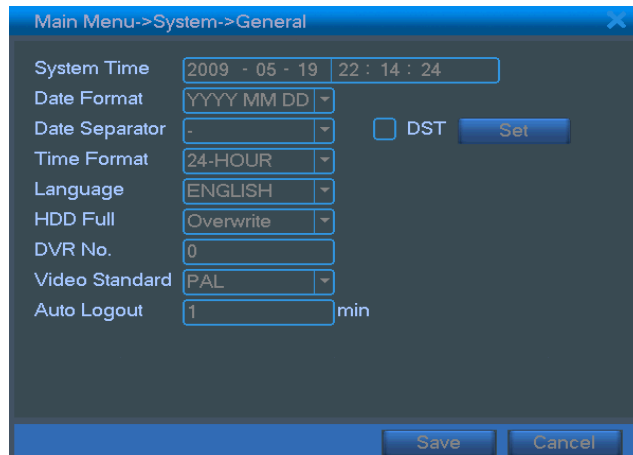 Main Menu->System->General
System Time 2009 - 05 - 19 22 : 14 : 24
Date Format YYYY MM DD
Date Separator - DST Set
Time Format 24-HOUR
Language ENGLISH
HDD Full Overwrite
DVR No. 0
Video Standard PAL
Auto Logout 1 min
Save Cancel